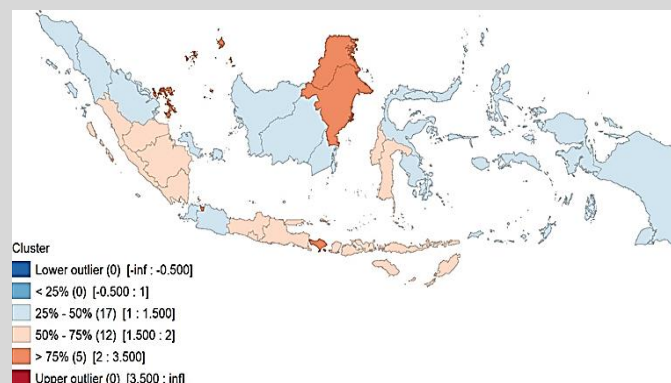 Cluster
Lower outlier (0) [-inf : -0.500]
< 25% (0) [-0.500 : 1]
25% - 50% (17) [1 : 1.500]
50% - 75% (12) [1.500 : 2]
> 75% (5) [2 : 3.500]
Upper outlier (0) [3.500 : inf]